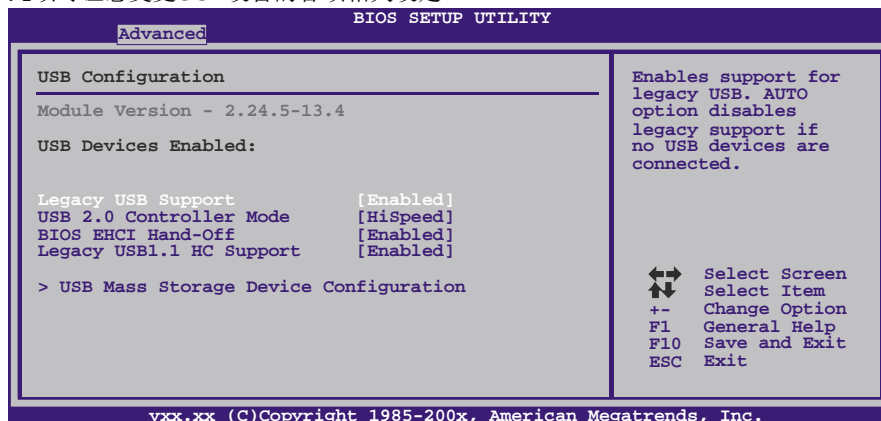 BIOS SETUP UTILITY
Advanced
USB Configuration
Module Version - 2.24.5-13.4
USB Devices Enabled:
Legacy USB Support [Enabled]
USB 2.0 Controller Mode [HiSpeed]
BIOS EHCI Hand-Off [Enabled]
Legacy USB1.1 HC Support [Enabled]
> USB Mass Storage Device Configuration
Enables support for
legacy USB. AUTO
option disables
legacy support if
no USB devices are
connected.
Select Screen
Select Item
+- Change Option
F1 General Help
F10 Save and Exit
ESC Exit
vxx.xx (C)Copyright 1985-200x, American Megatrends, Inc.